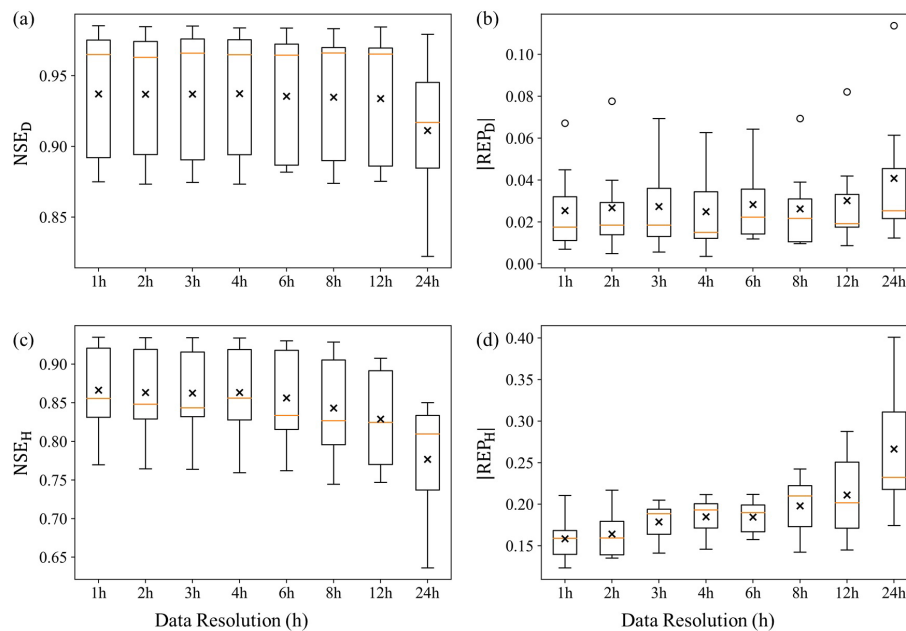 (a)
NSE_D
0.95
0.90
0.85
1h 2h 3h 4h 6h 8h 12h 24h
(b)
|REP_D|
0.10
0.08
0.06
0.04
0.02
0.00
1h 2h 3h 4h 6h 8h 12h 24h
(c)
NSE_H
0.90
0.85
0.80
0.75
0.70
0.65
1h 2h 3h 4h 6h 8h 12h 24h
Data Resolution (h)
(d)
|REP_H|
0.40
0.35
0.30
0.25
0.20
0.15
1h 2h 3h 4h 6h 8h 12h 24h
Data Resolution (h)